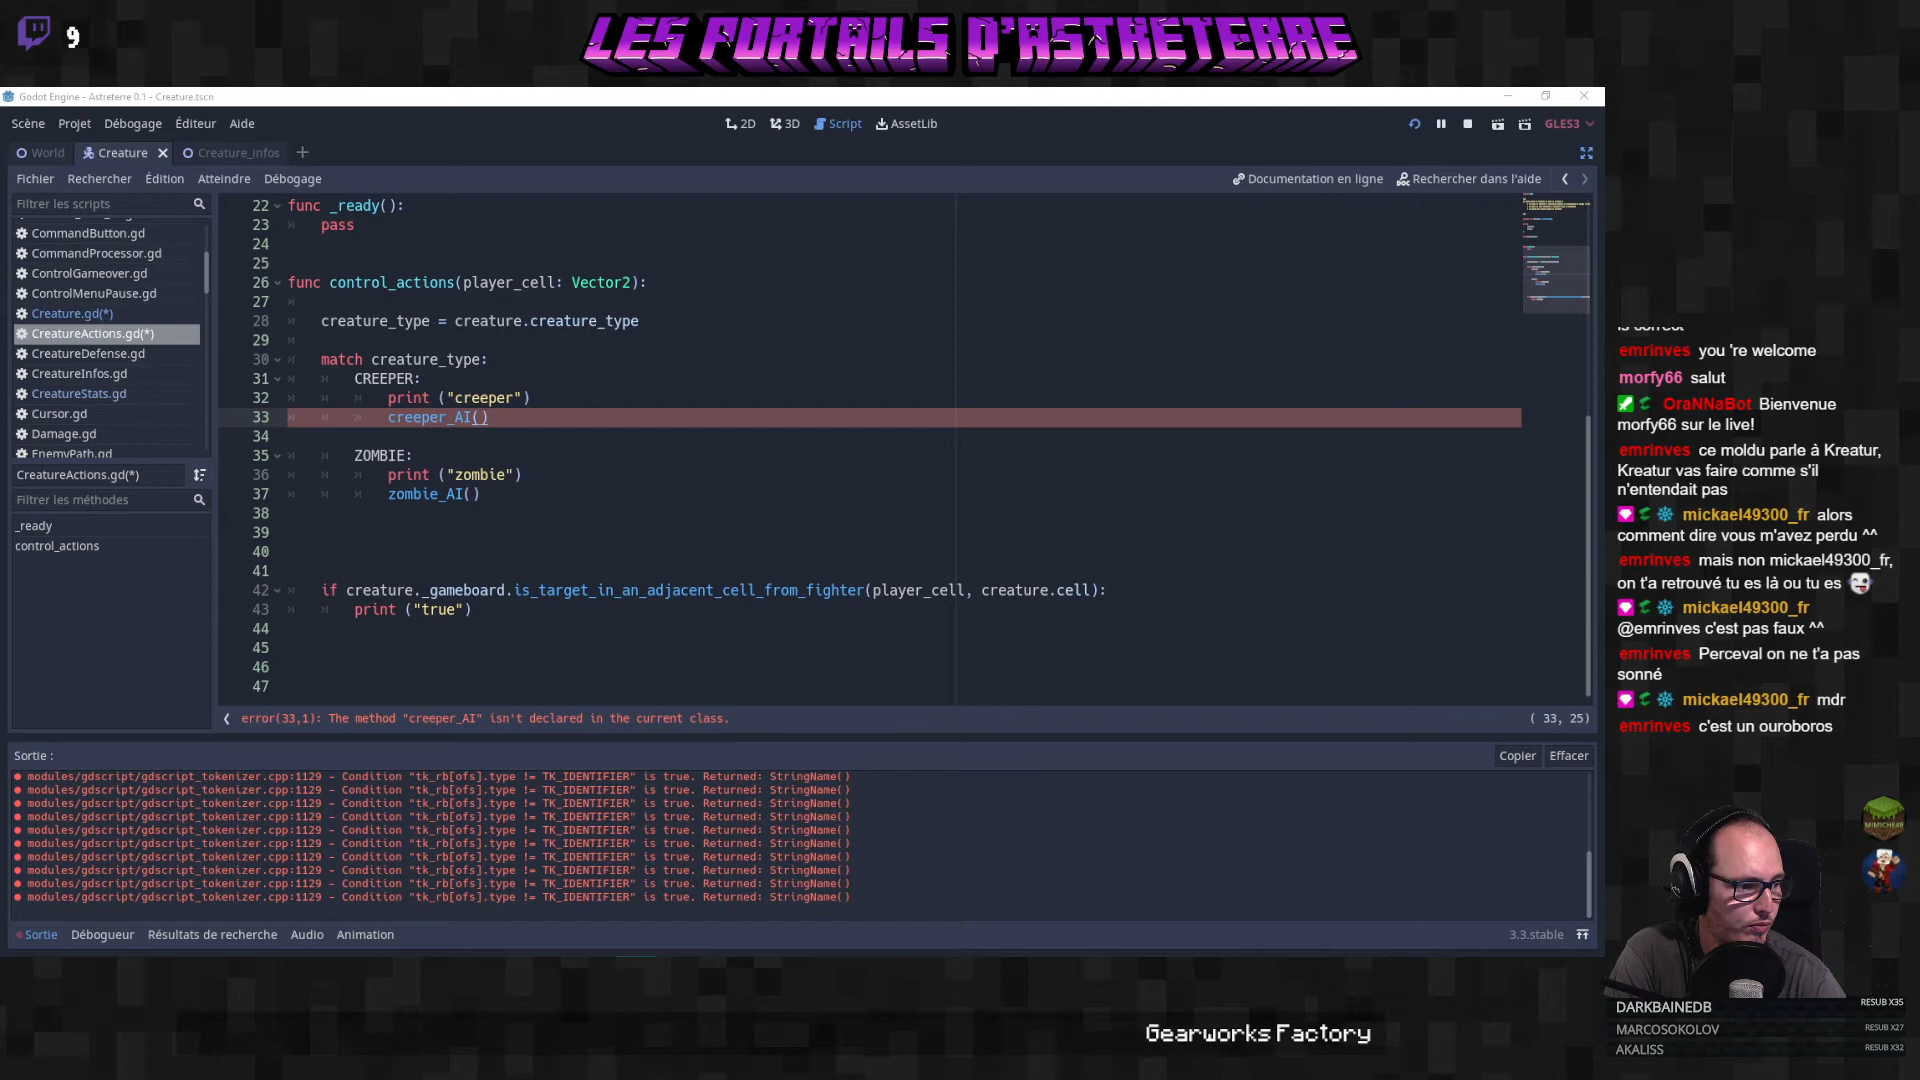 9
LES PORTAILS D'ASTRETERRE
Godot Engine - Astreterre 0.1 - Creature.tscn
Scène Projet Débogage Éditeur Aide
2D 3D Script AssetLib
GLES3
World Creature Creature_Infos
Fichier Rechercher Édition Atteindre Débogage
Documentation en ligne Rechercher dans l'aide
Filtrer les scripts
CommandButton.gd
CommandProcessor.gd
ControlGameover.gd
ControlMenuPause.gd
Creature.gd(*)
CreatureActions.gd(*)
CreatureDefense.gd
CreatureInfos.gd
CreatureStats.gd
Cursor.gd
Damage.gd
EnemyPath.gd
CreatureActions.gd(*)
Filtrer les méthodes
_ready
control_actions
22 func _ready():
23 pass
24
25
26 func control_actions(player_cell: Vector2):
27
28 creature_type = creature.creature_type
29
30 match creature_type:
31 CREEPER:
32 print ("creeper")
33 creeper_AI()
34
35 ZOMBIE:
36 print ("zombie")
37 zombie_AI()
38
39
40
41
42 if creature._gameboard.is_target_in_an_adjacent_cell_from_fighter(player_cell, creature.cell):
43 print ("true")
44
45
46
47
error(33,1): The method "creeper_AI" isn't declared in the current class.
( 33, 25)
Sortie :
Copier Effacer
modules/gdscript/gdscript_tokenizer.cpp:1129 - Condition "tk_rb[ofs].type != TK_IDENTIFIER" is true. Returned: StringName()
modules/gdscript/gdscript_tokenizer.cpp:1129 - Condition "tk_rb[ofs].type != TK_IDENTIFIER" is true. Returned: StringName()
modules/gdscript/gdscript_tokenizer.cpp:1129 - Condition "tk_rb[ofs].type != TK_IDENTIFIER" is true. Returned: StringName()
modules/gdscript/gdscript_tokenizer.cpp:1129 - Condition "tk_rb[ofs].type != TK_IDENTIFIER" is true. Returned: StringName()
modules/gdscript/gdscript_tokenizer.cpp:1129 - Condition "tk_rb[ofs].type != TK_IDENTIFIER" is true. Returned: StringName()
modules/gdscript/gdscript_tokenizer.cpp:1129 - Condition "tk_rb[ofs].type != TK_IDENTIFIER" is true. Returned: StringName()
modules/gdscript/gdscript_tokenizer.cpp:1129 - Condition "tk_rb[ofs].type != TK_IDENTIFIER" is true. Returned: StringName()
modules/gdscript/gdscript_tokenizer.cpp:1129 - Condition "tk_rb[ofs].type != TK_IDENTIFIER" is true. Returned: StringName()
modules/gdscript/gdscript_tokenizer.cpp:1129 - Condition "tk_rb[ofs].type != TK_IDENTIFIER" is true. Returned: StringName()
modules/gdscript/gdscript_tokenizer.cpp:1129 - Condition "tk_rb[ofs].type != TK_IDENTIFIER" is true. Returned: StringName()
Sortie Débogueur Résultats de recherche Audio Animation
3.3.stable
is correct
emrinves you 're welcome
morfy66 salut
OraNNaBot Bienvenue
morfy66 sur le live!
emrinves ce moldu parle à Kreatur,
Kreatur vas faire comme s'il
n'entendait pas
mickael49300_fr alors
comment dire vous m'avez perdu ^^
emrinves mais non mickael49300_fr,
on t'a retrouvé tu es là ou tu es
mickael49300_fr
@emrinves c'est pas faux ^^
emrinves Perceval on ne t'a pas
sonné
mickael49300_fr mdr
emrinves c'est un ouroboros
MIMICHE49
DARKBAINEDB RESUB X35
MARCOSOKOLOV RESUB X27
AKALISS RESUB X32
Gearworks Factory